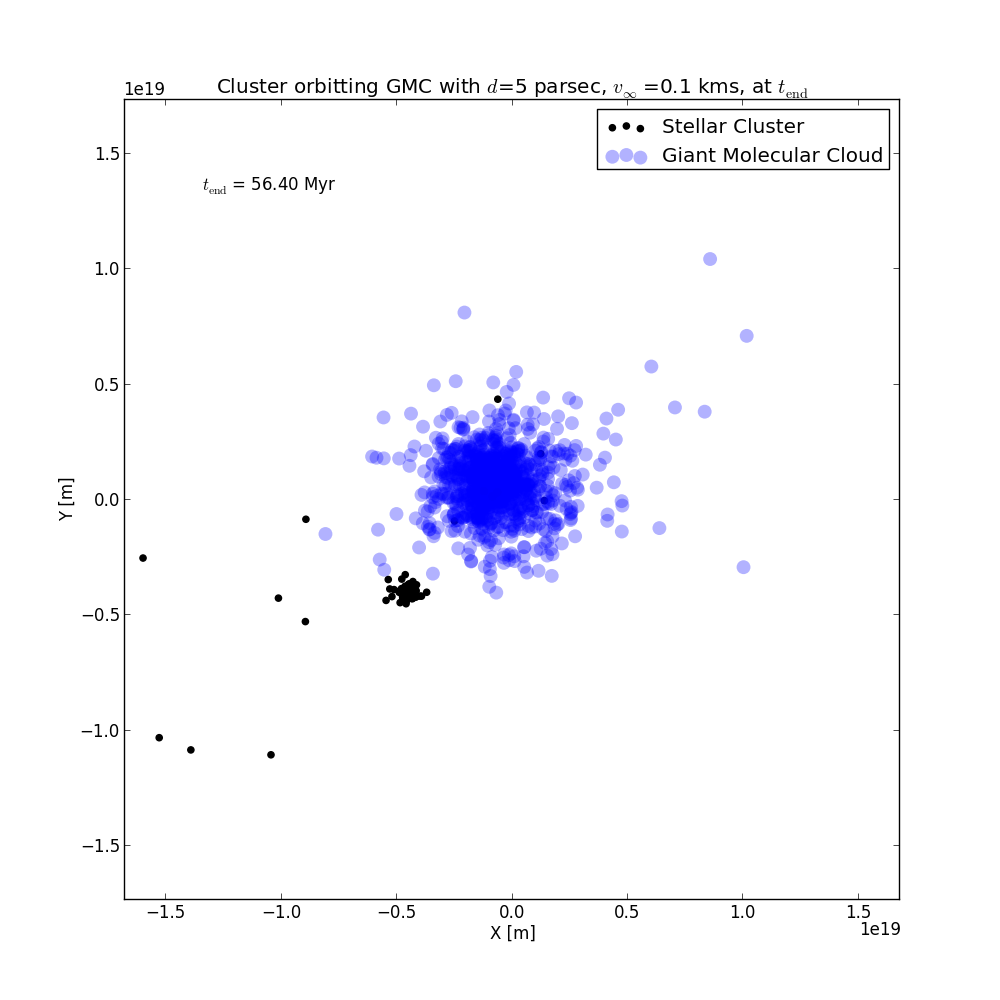 Cluster orbitting GMC with d=5 parsec, v∞ =0.1 kms, at t_end
1e19
Stellar Cluster
Giant Molecular Cloud
t_end = 56.40 Myr
1.5
1.0
0.5
0.0
−0.5
−1.0
−1.5
Y [m]
−1.5 −1.0 −0.5 0.0 0.5 1.0 1.5
X [m]
1e19